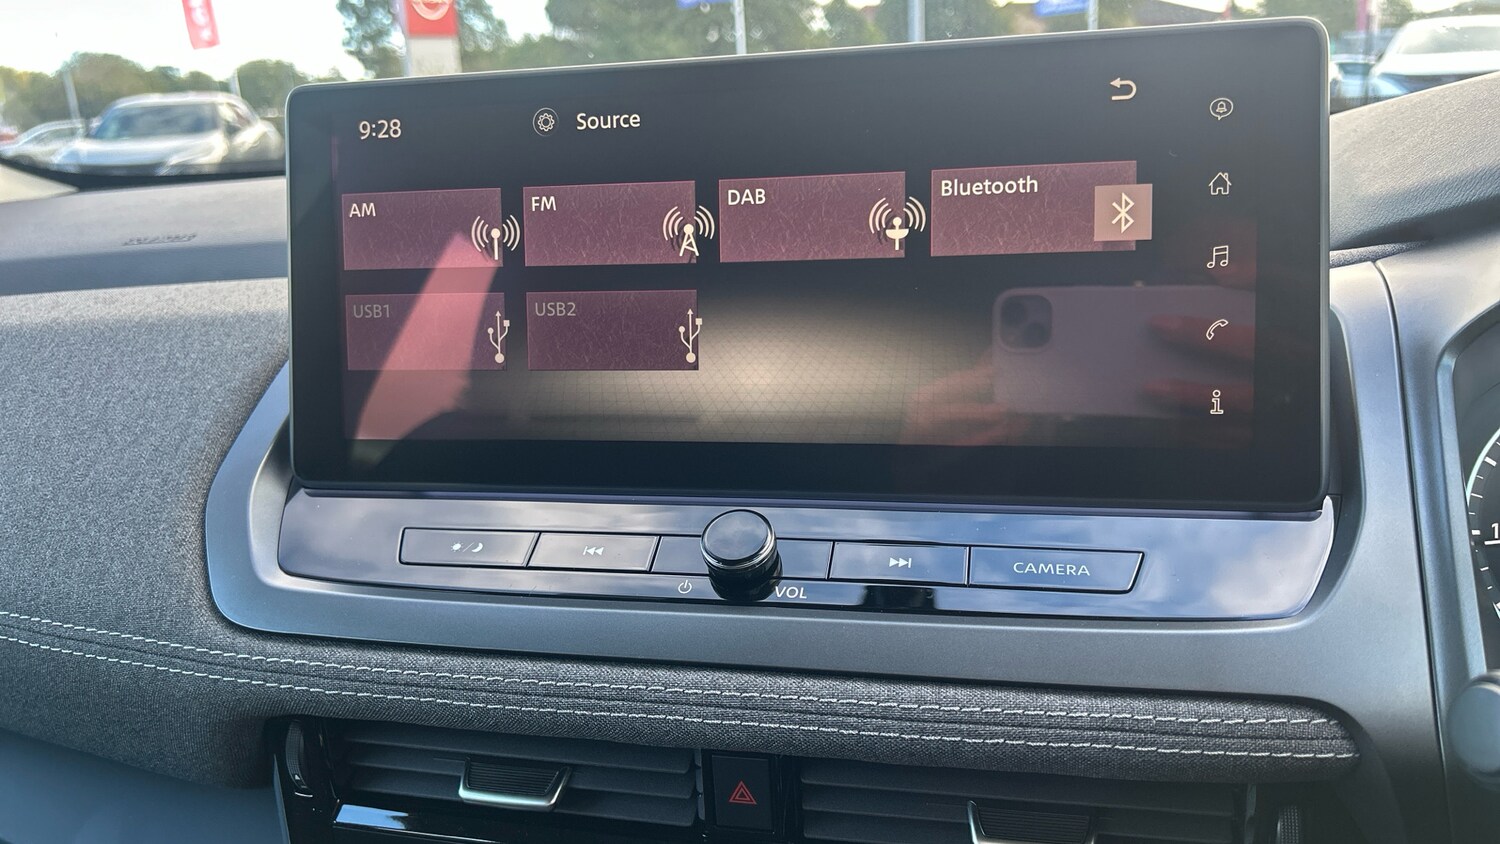 9:28
Source
AM
FM
DAB
Bluetooth
USB1
USB2
VOL
CAMERA